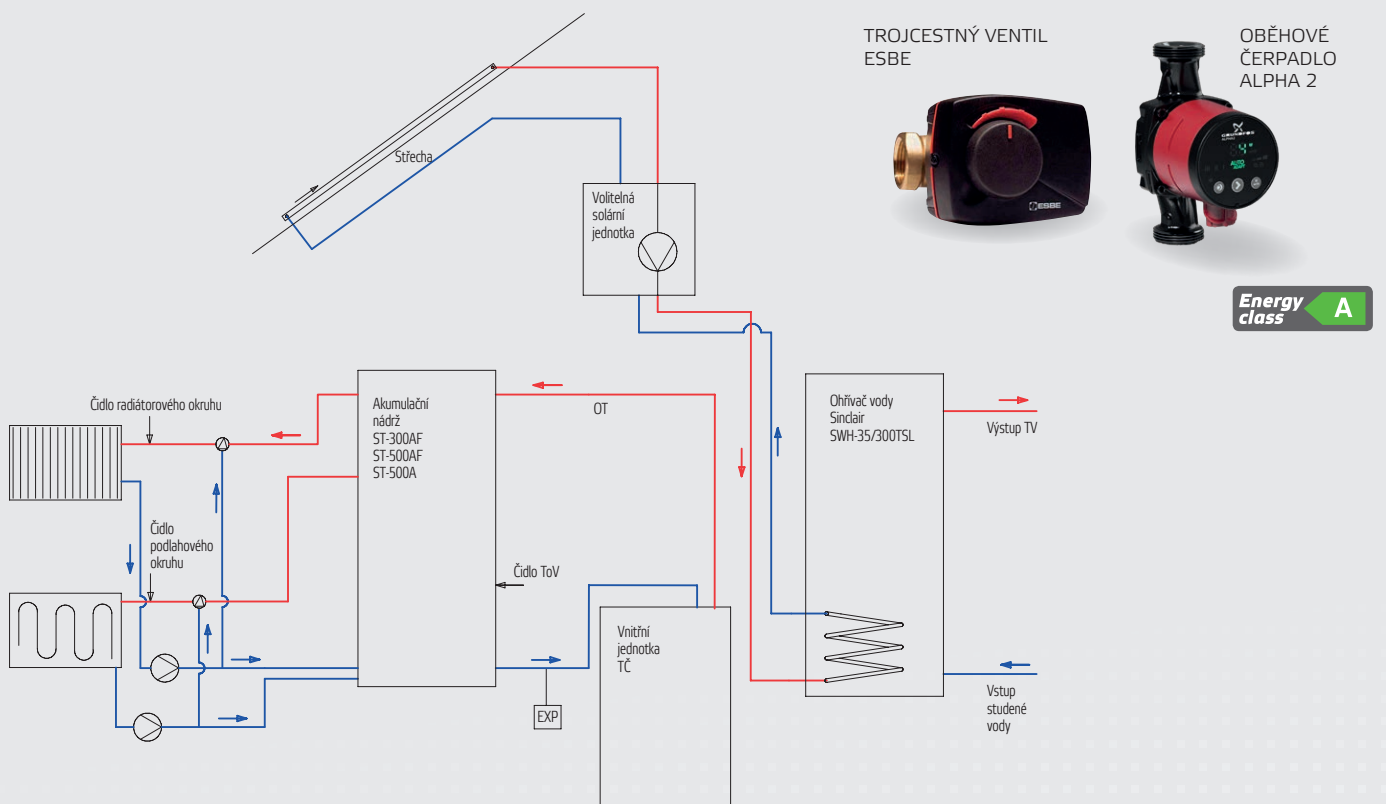 TROJCESTNÝ VENTIL
ESBE
OBĚHOVÉ
ČERPADLO
ALPHA 2
ESBE
GRUNDFOS
AUTO
Energy
class
A
Střecha
Volitelná
solární
jednotka
Čidlo radiátorového okruhu
Akumulační
nádrž
ST-300AF
ST-500AF
ST-500A
OT
Ohřívač vody
Sinclair
SWH-35/300TSL
Výstup TV
Čidlo
podlahového
okruhu
Čidlo ToV
Vnitřní
jednotka
TČ
EXP
Vstup
studené
vody